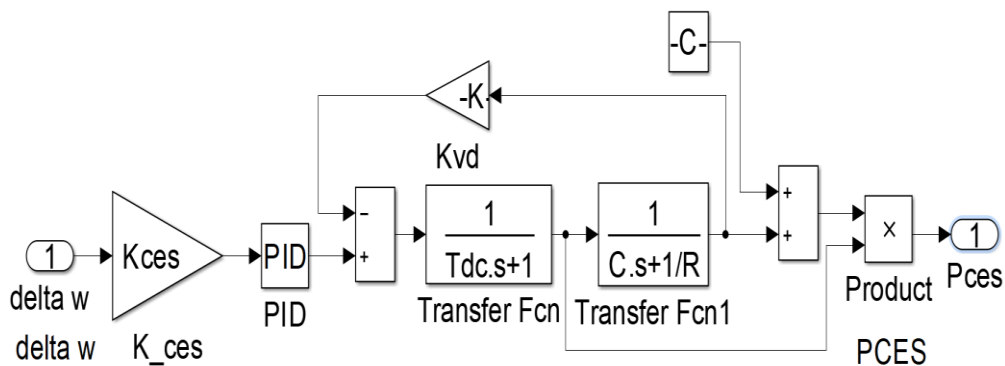 -C-
-K-
Kvd
1
delta w
delta w
Kces
K_ces
PID
PID
−
+
1
Tdc.s+1
Transfer Fcn
1
C.s+1/R
Transfer Fcn1
+
+
×
Product
PCES
1
Pces